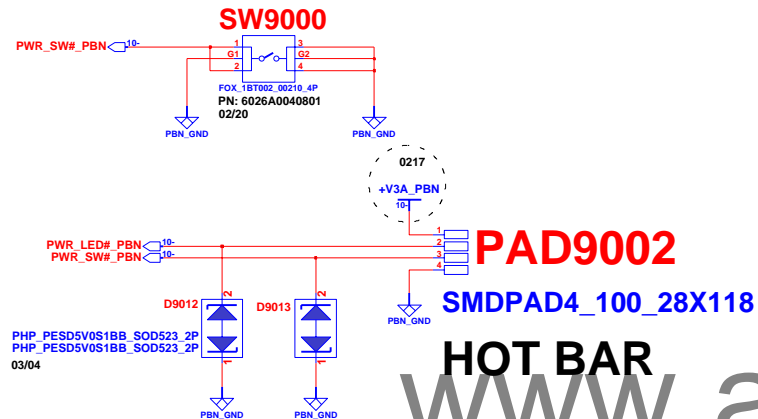 SW9000
PWR_SW#_PBN 10- 1 3
G1 G2
2 4
FOX_1BT002_00210_4P
PN: 6026A0040801
02/20
PBN_GND PBN_GND
0217
+V3A_PBN
10-
1
PWR_LED#_PBN 10- 2
PWR_SW#_PBN 10- 3
4
PAD9002
D9012 2 D9013 2
PBN_GND
SMDPAD4_100_28X118
PHP_PESD5V0S1BB_SOD523_2P
PHP_PESD5V0S1BB_SOD523_2P
03/04
1 1
HOT BAR
PBN_GND PBN_GND
www.a